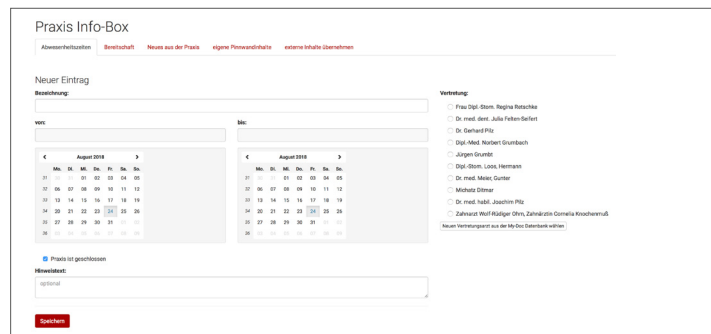 Praxis Info-Box
Abwesenheitszeiten Bereitschaft Neues aus der Praxis eigene Pinnwandinhalte externe Inhalte übernehmen
Neuer Eintrag
Bezeichnung:
von: bis:
August 2018 August 2018
Mo. Di. Mi. Do. Fr. Sa. So. Mo. Di. Mi. Do. Fr. Sa. So.
31 01 02 03 04 05 31 01 02 03 04 05
32 06 07 08 09 10 11 12 32 06 07 08 09 10 11 12
33 13 14 15 16 17 18 19 33 13 14 15 16 17 18 19
34 20 21 22 23 24 25 26 34 20 21 22 23 24 25 26
35 27 28 29 30 31 35 27 28 29 30 31
36 36
Praxis ist geschlossen
Hinweistext:
optional
Speichern
Vertretung:
Frau Dipl.-Stom. Regina Retschke
Dr. med. dent. Julia Felten-Seifert
Dr. Gerhard Pilz
Dipl.-Med. Norbert Grumbach
Jürgen Grumbt
Dipl.-Stom. Loos, Hermann
Dr. med. Meier, Gunter
Michatz Ditmar
Dr. med. habil. Joachim Pilz
Zahnarzt Wolf-Rüdiger Ohm, Zahnärztin Cornelia Knochenmuß
Neuen Vertretungsarzt aus der My-Doc Datenbank wählen